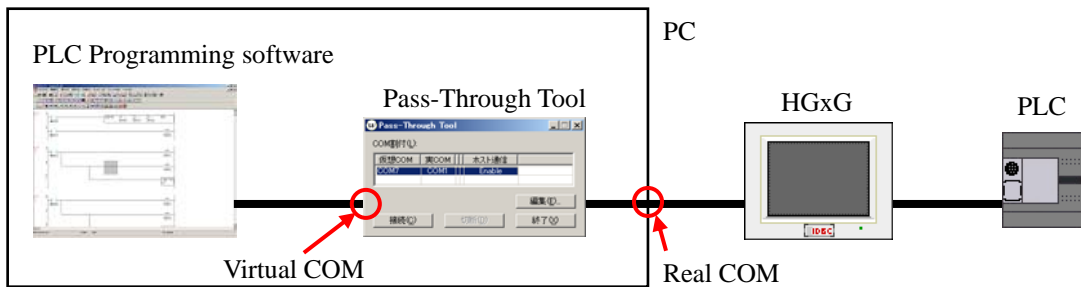 PC
PLC Programming software
Pass-Through Tool
HGxG
PLC
Pass-Through Tool
COM割付(L):
仮想COM 実COM ホスト通信
COM7 COM1 Enable
編集(E)..
接続(C) 切断(D) 終了(X)
IDEC
Virtual COM
Real COM